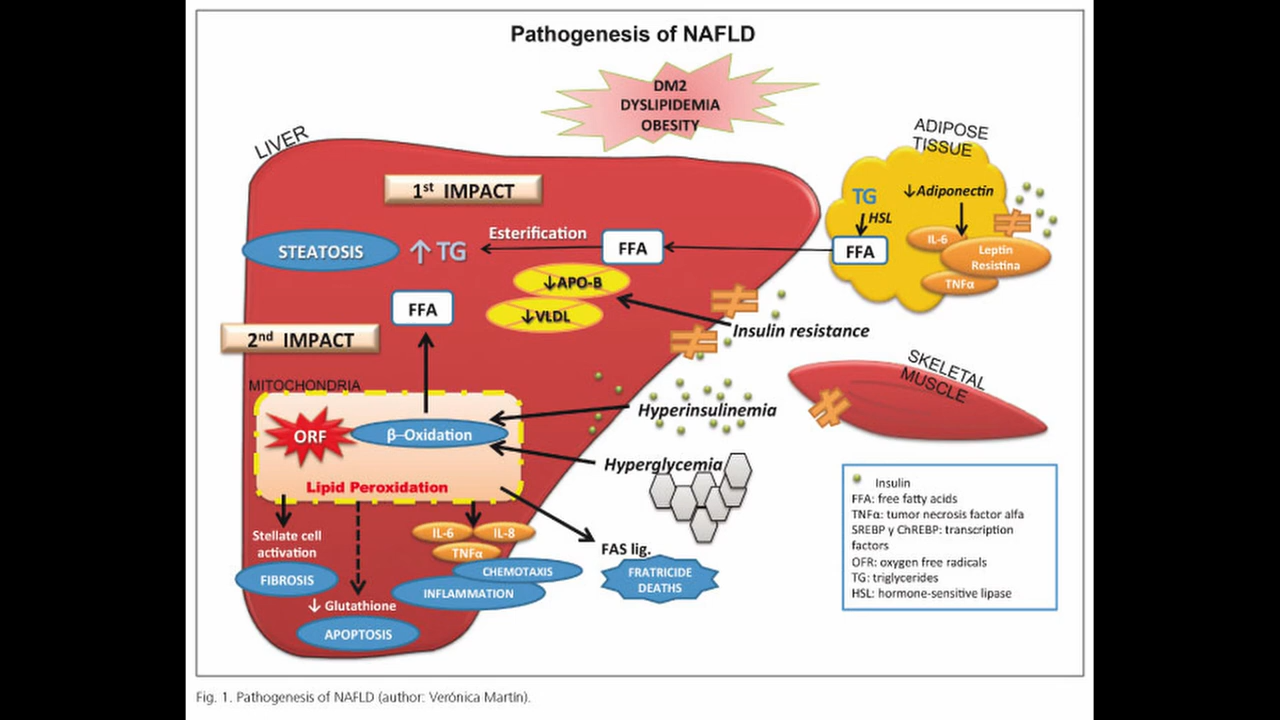 Pathogenesis of NAFLD
DM2
DYSLIPIDEMIA
OBESITY
LIVER
ADIPOSE
TISSUE
1st IMPACT
TG
HSL
FFA
↓Adiponectin
IL-6
Leptin
Resistina
TNFα
STEATOSIS
↑ TG
Esterification
FFA
↓APO-B
↓VLDL
Insulin resistance
FFA
2nd IMPACT
SKELETAL
MUSCLE
MITOCHONDRIA
ORF
β–Oxidation
Lipid Peroxidation
Hyperinsulinemia
Hyperglycemia
Stellate cell
activation
FIBROSIS
↓ Glutathione
APOPTOSIS
IL-6
IL-8
TNFα
CHEMOTAXIS
INFLAMMATION
FAS lig.
FRATRICIDE
DEATHS
Insulin
FFA: free fatty acids
TNFα: tumor necrosis factor alfa
SREBP y ChREBP: transcription
factors
OFR: oxygen free radicals
TG: triglycerides
HSL: hormone-sensitive lipase
Fig. 1. Pathogenesis of NAFLD (author: Verónica Martín).